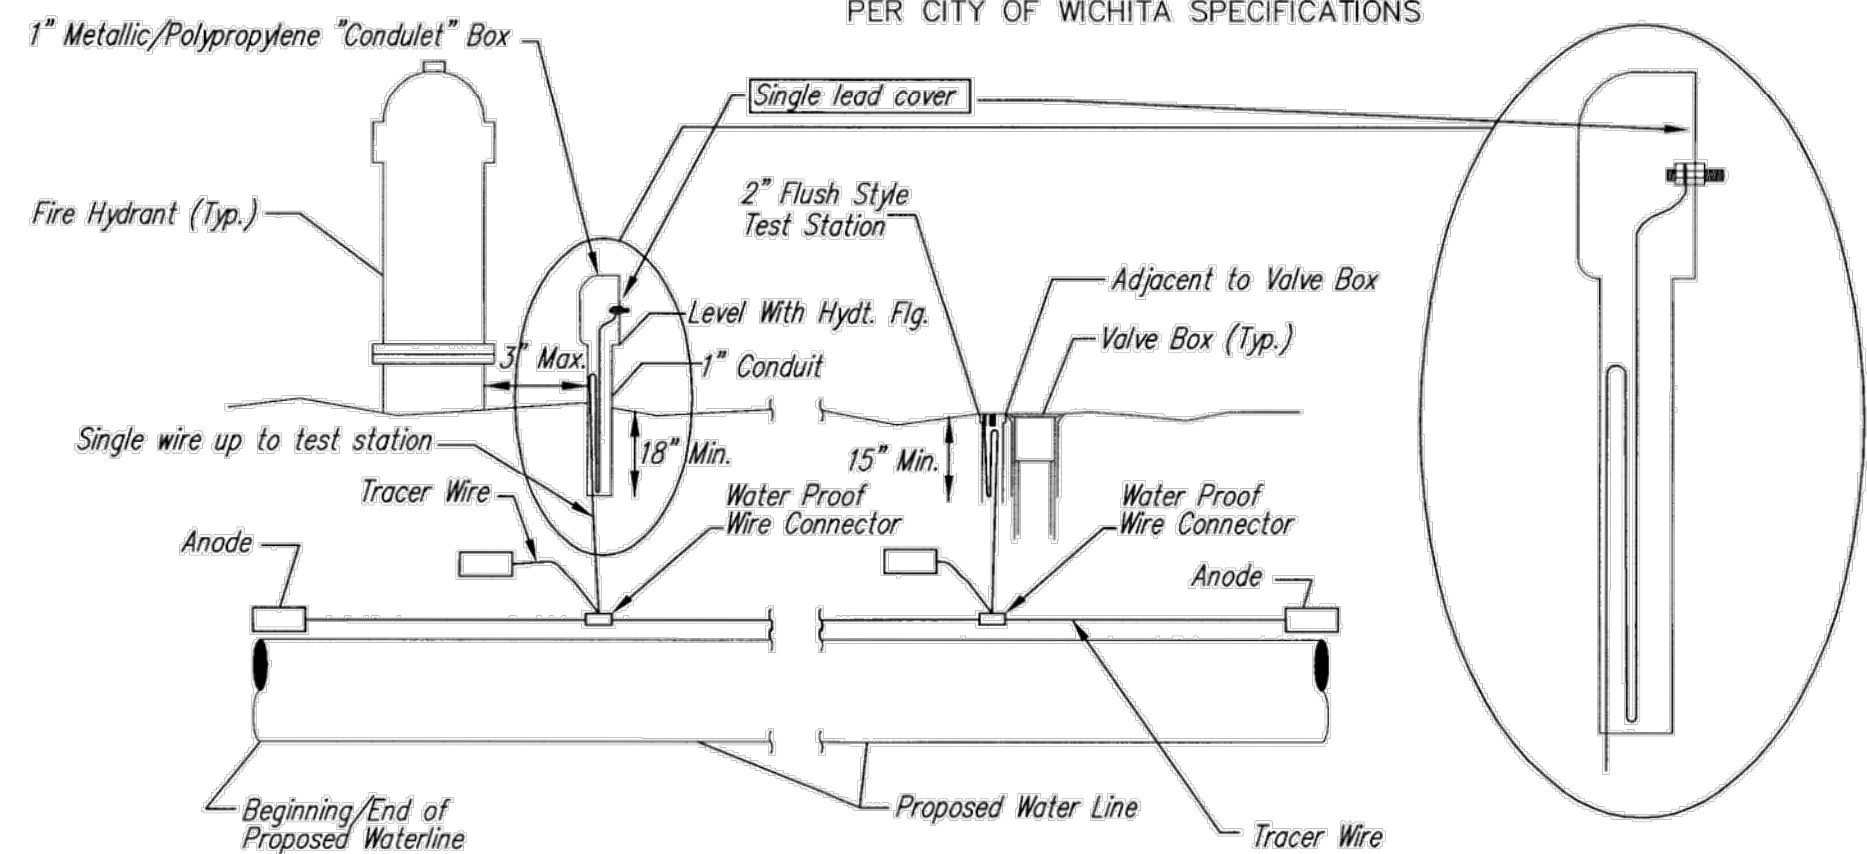 PER CITY OF WICHITA SPECIFICATIONS
1" Metallic/Polypropylene "Condulet" Box
Single lead cover
2" Flush Style
Test Station
Fire Hydrant (Typ.)
Adjacent to Valve Box
Level With Hydt. Flg.
Valve Box (Typ.)
3" Max.
1" Conduit
Single wire up to test station
18" Min.
15" Min.
Tracer Wire
Water Proof
Wire Connector
Water Proof
Wire Connector
Anode
Anode
Beginning/End of
Proposed Waterline
Proposed Water Line
Tracer Wire